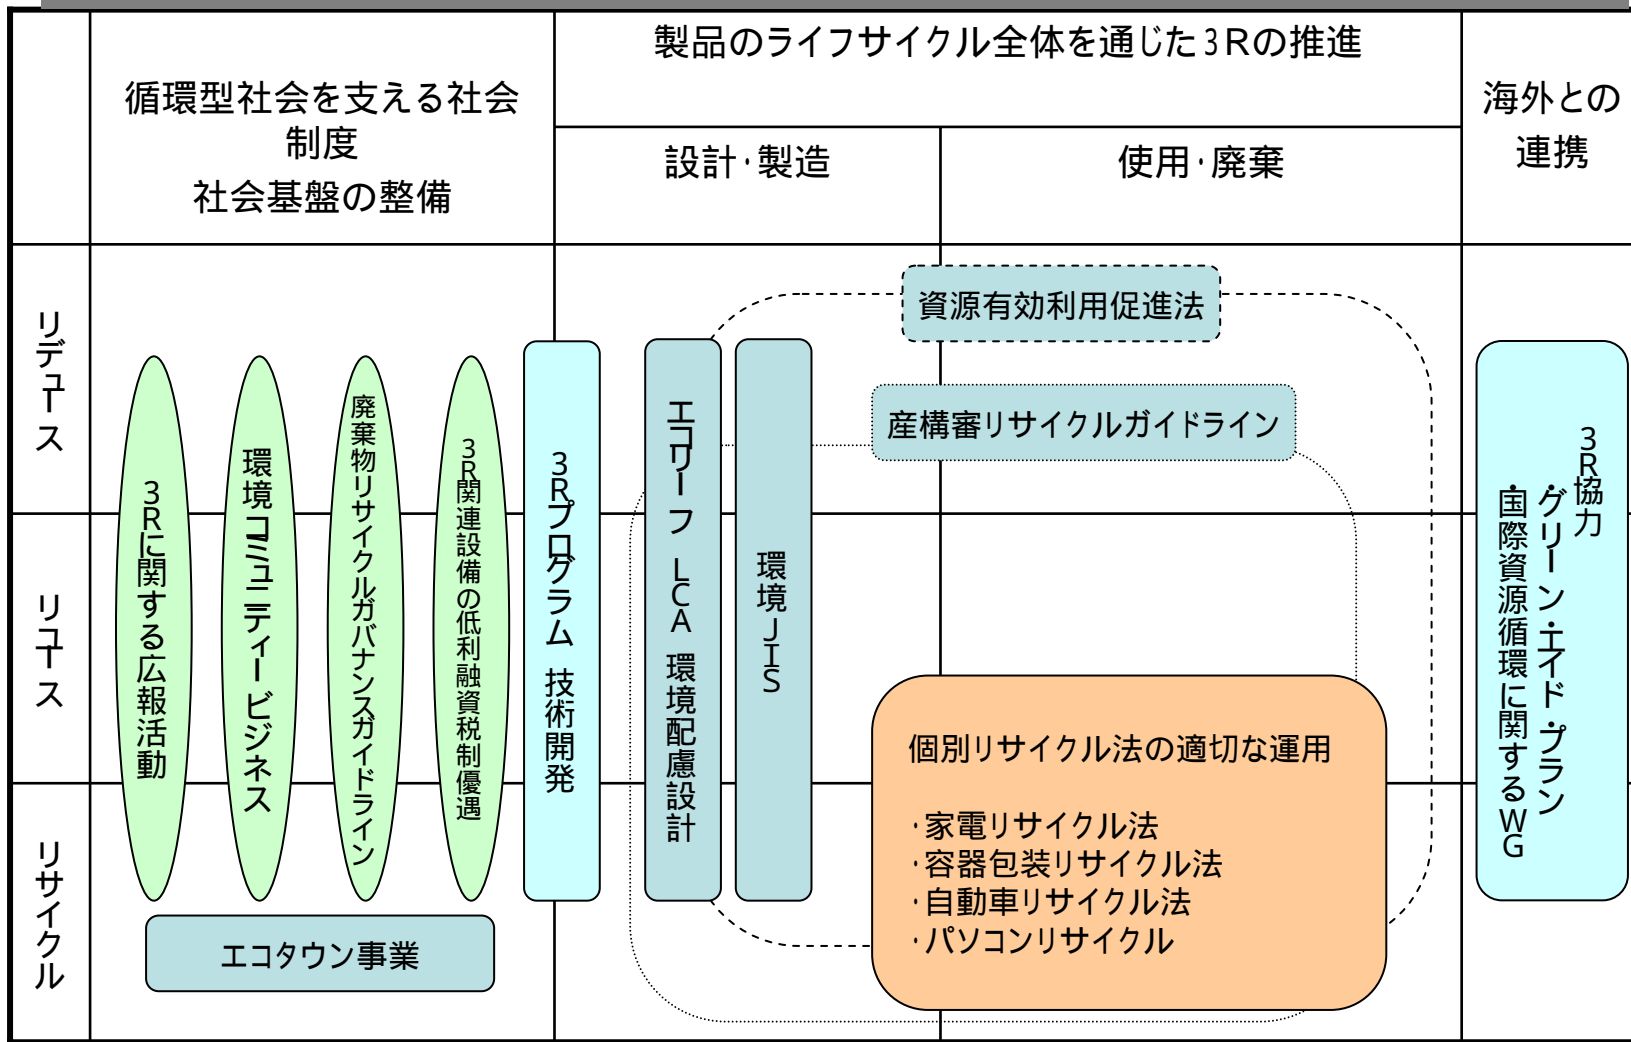 循環型社会を支える社会
制度
社会基盤の整備
製品のライフサイクル全体を通じた3Rの推進
設計・製造
使用・廃棄
海外との
連携
リデュース
リユース
リサイクル
3Rに関する広報活動
環境コミュニティービジネス
廃棄物リサイクルガバナンスガイドライン
3R関連設備の低利融資税制優遇
エコタウン事業
3Rプログラム 技術開発
エコリーフ LCA 環境配慮設計
環境JIS
資源有効利用促進法
産構審リサイクルガイドライン
個別リサイクル法の適切な運用
・家電リサイクル法
・容器包装リサイクル法
・自動車リサイクル法
・パソコンリサイクル
3R協力
・グリーン・エイド・プラン
・国際資源循環に関するWG